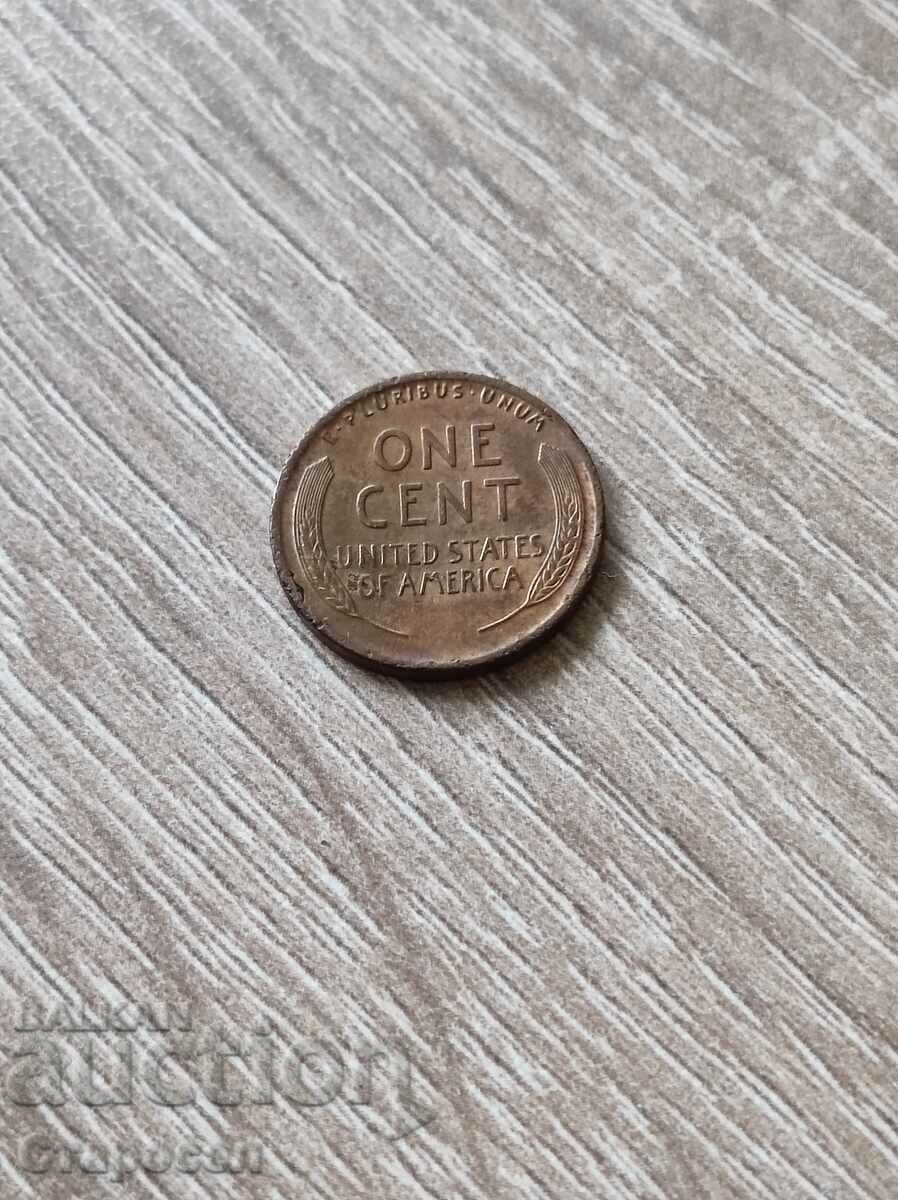 E · PLURIBUS · UNUM
ONE
CENT
UNITED STATES
OF AMERICA
BALKAN
auction
Старосел